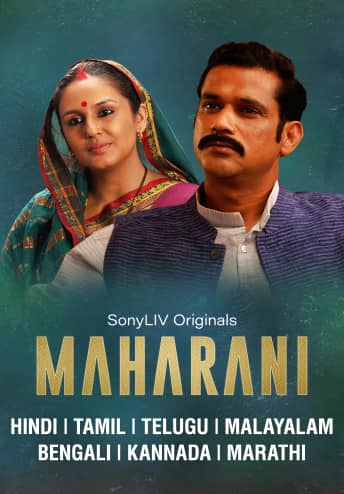 SonyLIV Originals
MAHARANI
HINDI | TAMIL | TELUGU | MALAYALAM
BENGALI | KANNADA | MARATHI